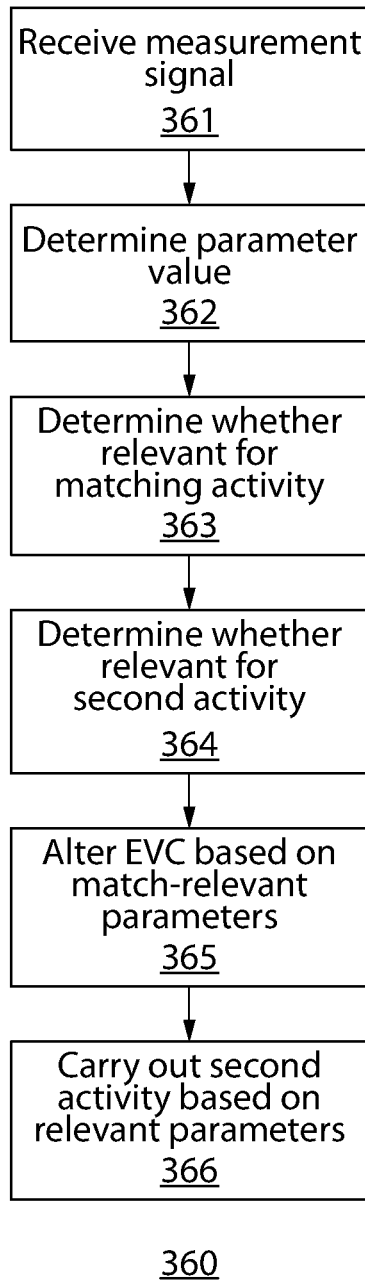 Receive measurement
signal
361
Determine parameter
value
362
Determine whether
relevant for
matching activity
363
Determine whether
relevant for
second activity
364
Alter EVC based on
match-relevant
parameters
365
Carry out second
activity based on
relevant parameters
366
360